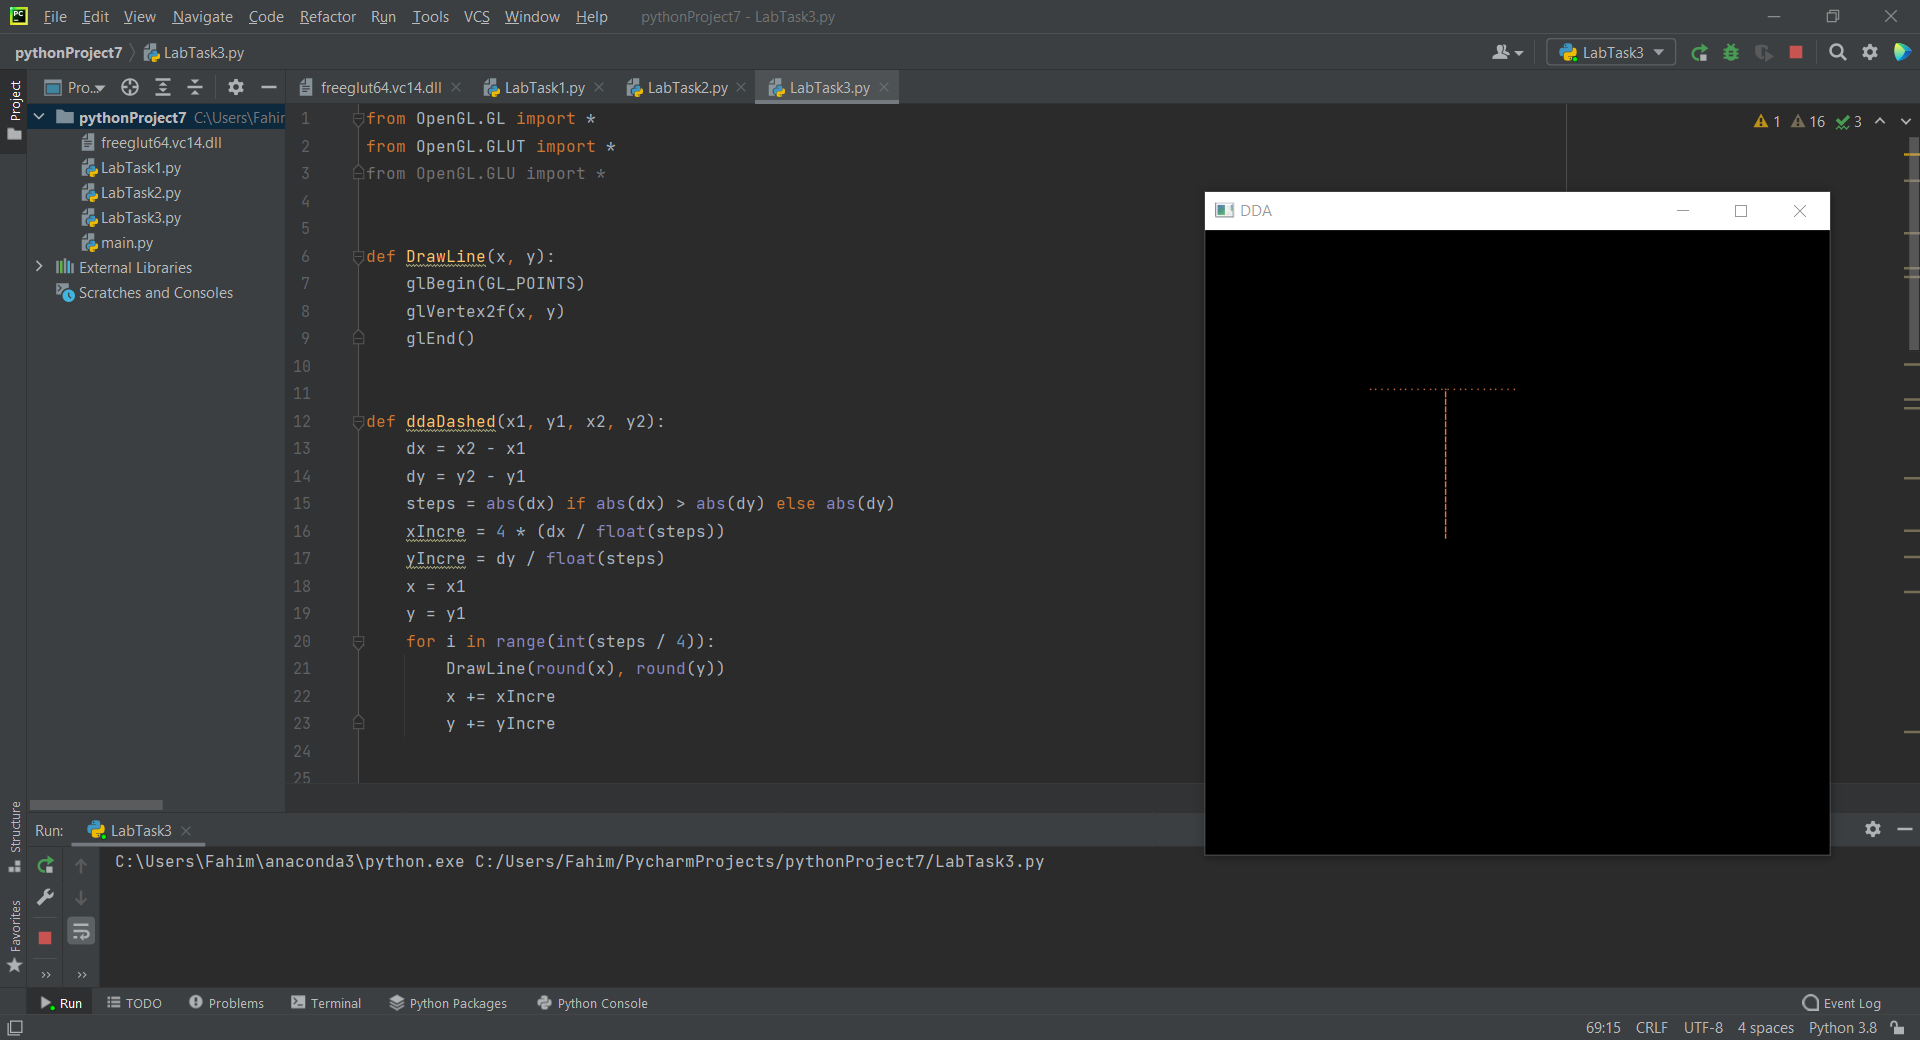 PC File Edit View Navigate Code Refactor Run Tools VCS Window Help pythonProject7 - LabTask3.py
pythonProject7 LabTask3.py LabTask3
Project
Pro... freeglut64.vc14.dll LabTask1.py LabTask2.py LabTask3.py
pythonProject7 C:\Users\Fahir
freeglut64.vc14.dll
LabTask1.py
LabTask2.py
LabTask3.py
main.py
External Libraries
Scratches and Consoles
1 from OpenGL.GL import *
2 from OpenGL.GLUT import *
3 from OpenGL.GLU import *
4
5
6 def DrawLine(x, y):
7 glBegin(GL_POINTS)
8 glVertex2f(x, y)
9 glEnd()
10
11
12 def ddaDashed(x1, y1, x2, y2):
13 dx = x2 - x1
14 dy = y2 - y1
15 steps = abs(dx) if abs(dx) > abs(dy) else abs(dy)
16 xIncre = 4 * (dx / float(steps))
17 yIncre = dy / float(steps)
18 x = x1
19 y = y1
20 for i in range(int(steps / 4)):
21 DrawLine(round(x), round(y))
22 x += xIncre
23 y += yIncre
24
25
1 16 3
DDA
Structure
Favorites
Run: LabTask3
C:\Users\Fahim\anaconda3\python.exe C:/Users/Fahim/PycharmProjects/pythonProject7/LabTask3.py
Run TODO Problems Terminal Python Packages Python Console Event Log
69:15 CRLF UTF-8 4 spaces Python 3.8